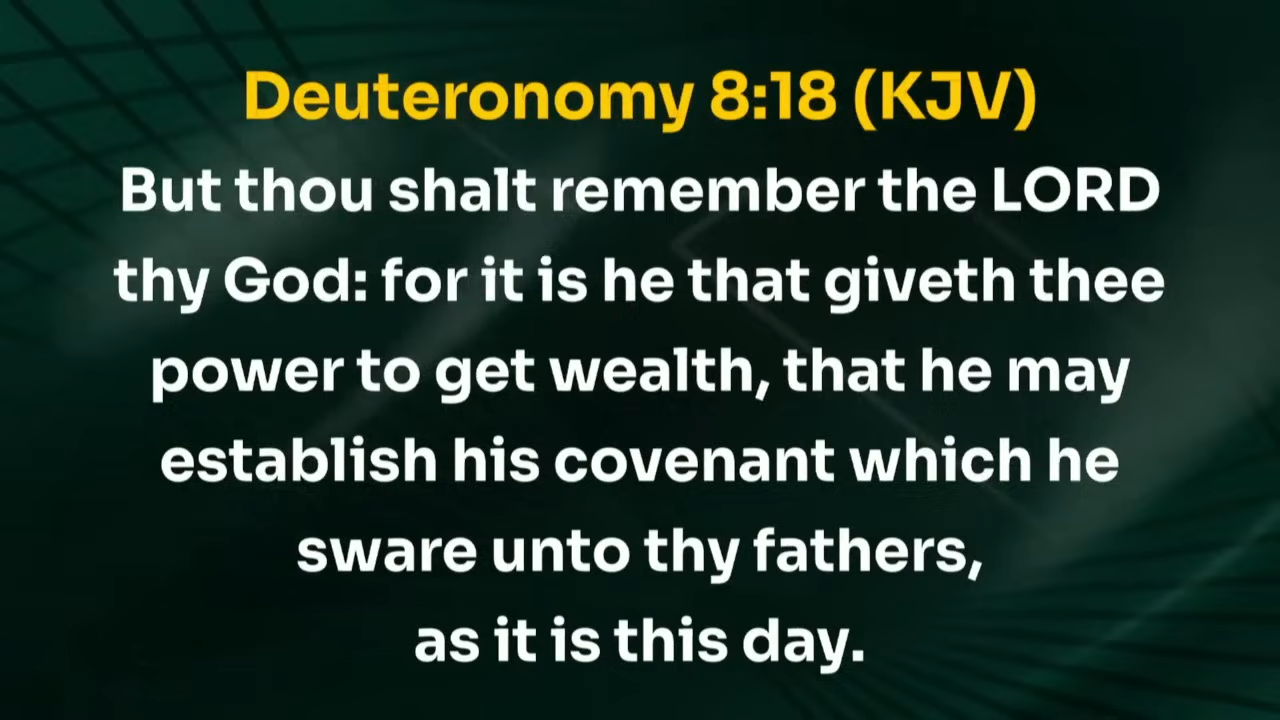 Deuteronomy 8:18 (KJV)
But thou shalt remember the LORD
thy God: for it is he that giveth thee
power to get wealth, that he may
establish his covenant which he
sware unto thy fathers,
as it is this day.